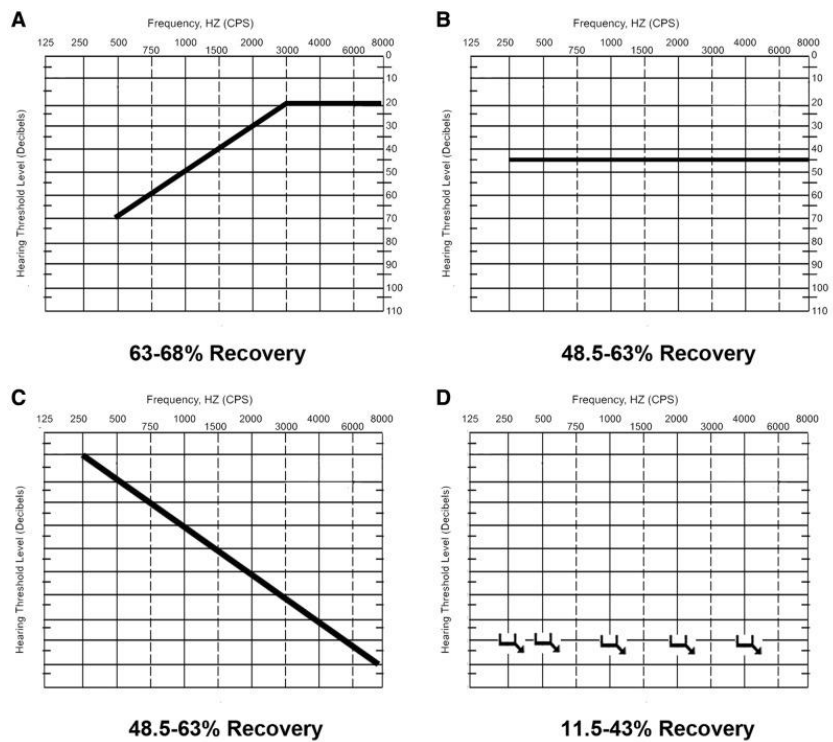 A
Frequency, HZ (CPS)
125 250 500 750 1000 1500 2000 3000 4000 6000 8000
Hearing Threshold Level (Decibels)
0
10
20
30
40
50
60
70
80
90
100
110
63-68% Recovery
B
Frequency, HZ (CPS)
125 250 500 750 1000 1500 2000 3000 4000 6000 8000
Hearing Threshold Level (Decibels)
0
10
20
30
40
50
60
70
80
90
100
110
48.5-63% Recovery
C
Frequency, HZ (CPS)
125 250 500 750 1000 1500 2000 3000 4000 6000 8000
Hearing Threshold Level (Decibels)
48.5-63% Recovery
D
Frequency, HZ (CPS)
125 250 500 750 1000 1500 2000 3000 4000 6000 8000
Hearing Threshold Level (Decibels)
11.5-43% Recovery